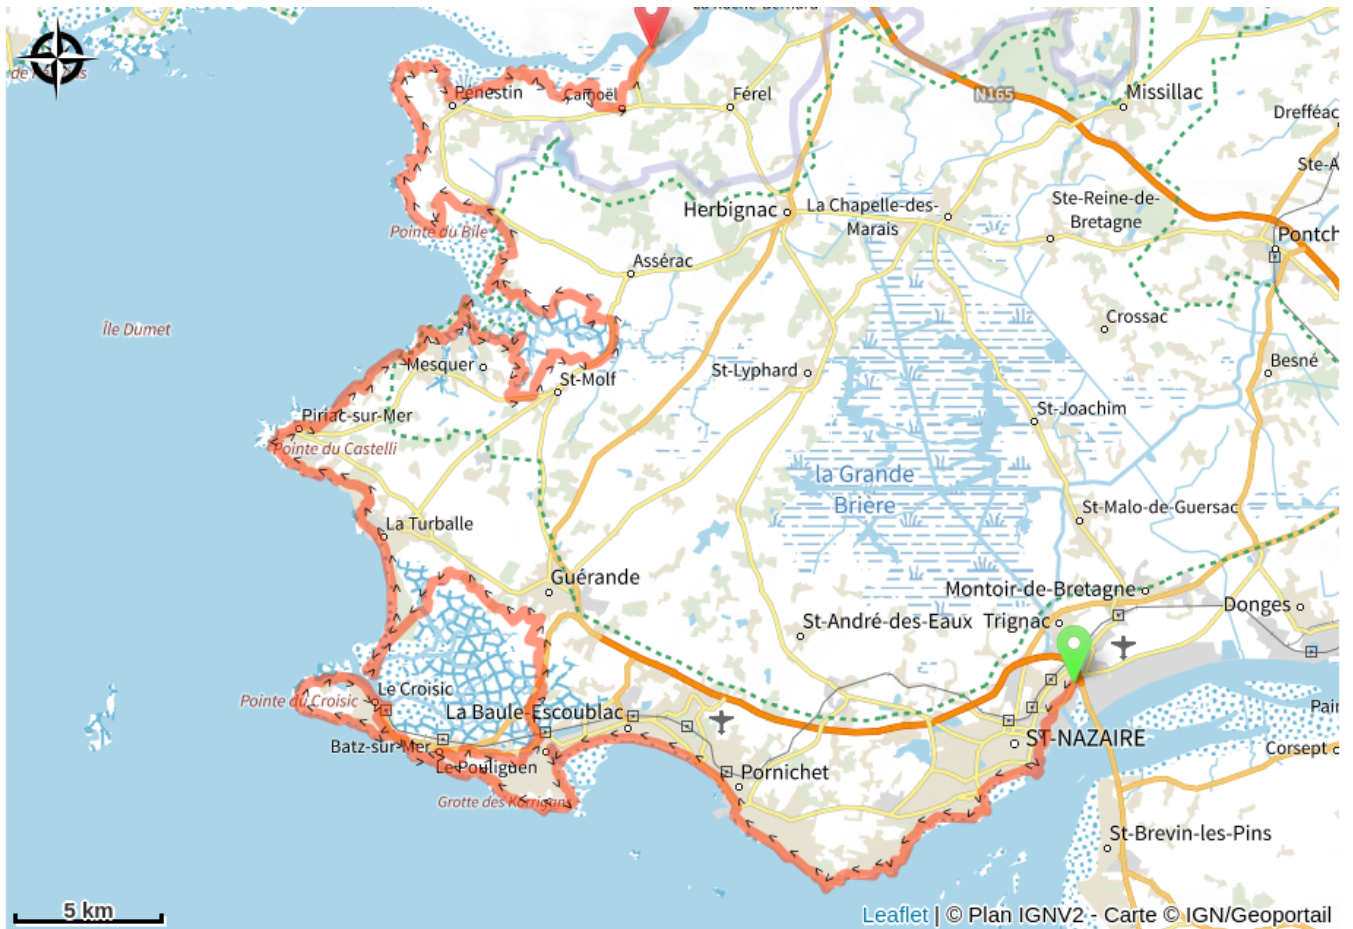 Pénestin
Camoël
Férel
N165
Missillac
Drefféac
Ste-A
Herbignac
La Chapelle-des-
Marais
Ste-Reine-de-
Bretagne
Pointe du Bile
Pontch
Assérac
Île Dumet
Crossac
Mesquer
St-Molf
St-Lyphard
Besné
Piriac-sur-Mer
St-Joachim
Pointe du Castelli
la Grande
Brière
La Turballe
St-Malo-de-Guersac
Guérande
Montoir-de-Bretagne
Donges
St-André-des-Eaux
Trignac
Le Croisic
Pointe du Croisic
La Baule-Escoublac
Batz-sur-Mer
ST-NAZAIRE
Corsept
Le Pouliguen
Pornichet
Grotte des Korrigans
St-Brevin-les-Pins
5 km
Leaflet | © Plan IGNV2 - Carte © IGN/Geoportail